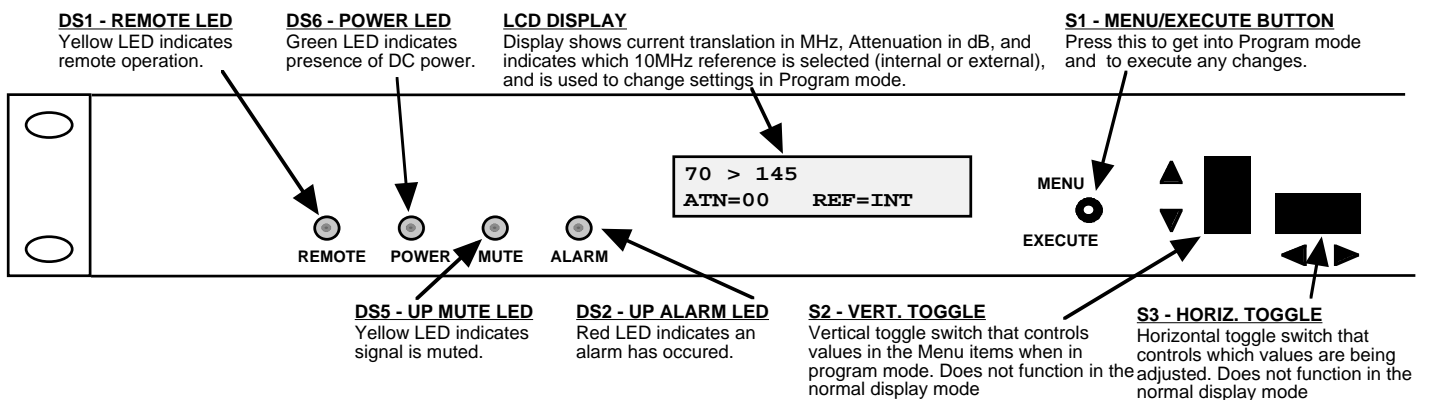 DS1 - REMOTE LED
Yellow LED indicates
remote operation.
DS6 - POWER LED
Green LED indicates
presence of DC power.
LCD DISPLAY
Display shows current translation in MHz, Attenuation in dB, and
indicates which 10MHz reference is selected (internal or external),
and is used to change settings in Program mode.
S1 - MENU/EXECUTE BUTTON
Press this to get into Program mode
and to execute any changes.
70 > 145
ATN=00 REF=INT
MENU
EXECUTE
REMOTE
POWER
MUTE
ALARM
DS5 - UP MUTE LED
Yellow LED indicates
signal is muted.
DS2 - UP ALARM LED
Red LED indicates an
alarm has occured.
S2 - VERT. TOGGLE
Vertical toggle switch that controls
values in the Menu items when in
program mode. Does not function in the
normal display mode
S3 - HORIZ. TOGGLE
Horizontal toggle switch that
controls which values are being
adjusted. Does not function in the
normal display mode